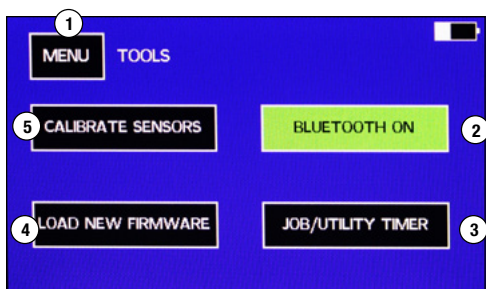 1
MENU TOOLS
5 CALIBRATE SENSORS
BLUETOOTH ON 2
4 LOAD NEW FIRMWARE
JOB/UTILITY TIMER 3